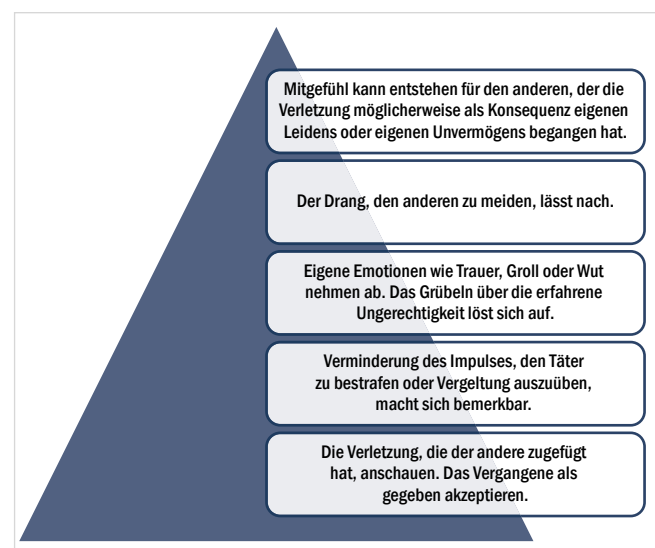 Mitgefühl kann entstehen für den anderen, der die
Verletzung möglicherweise als Konsequenz eigenen
Leidens oder eigenen Unvermögens begangen hat.
Der Drang, den anderen zu meiden, lässt nach.
Eigene Emotionen wie Trauer, Groll oder Wut
nehmen ab. Das Grübeln über die erfahrene
Ungerechtigkeit löst sich auf.
Verminderung des Impulses, den Täter
zu bestrafen oder Vergeltung auszuüben,
macht sich bemerkbar.
Die Verletzung, die der andere zugefügt
hat, anschauen. Das Vergangene als
gegeben akzeptieren.